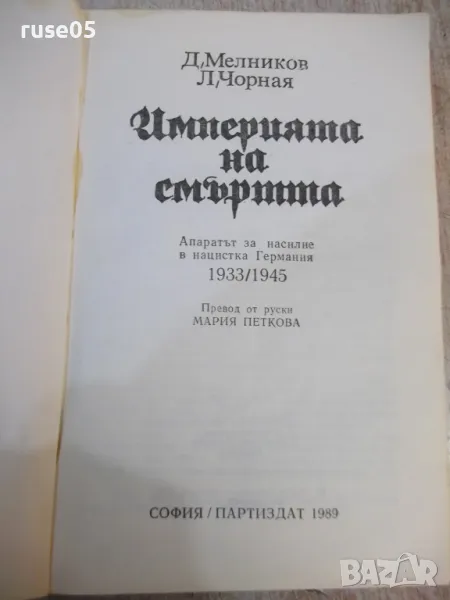 ruse05
Д. Мелников
Л. Чорная
Империята
на
смъртта
Апаратът за насилие
в нацистка Германия
1933/1945
Превод от руски
МАРИЯ ПЕТКОВА
СОФИЯ / ПАРТИЗДАТ 1989
BAZAR